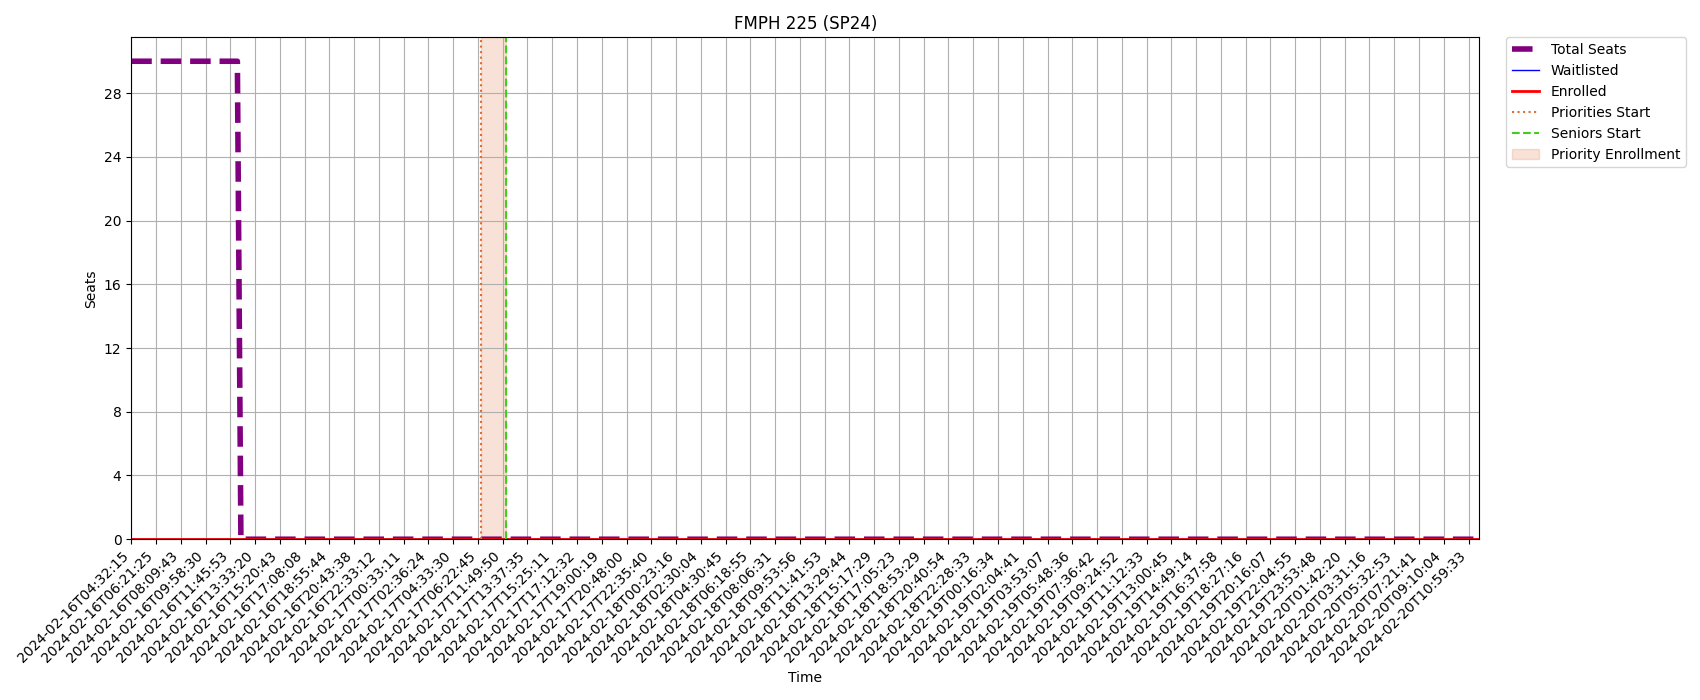 FMPH 225 (SP24)
Total Seats
Waitlisted
Enrolled
Priorities Start
Seniors Start
Priority Enrollment
Seats
28
24
20
16
12
8
4
0
2024-02-16T04:32:15
2024-02-16T06:21:25
2024-02-16T08:09:43
2024-02-16T09:58:30
2024-02-16T11:45:53
2024-02-16T13:33:20
2024-02-16T15:20:43
2024-02-16T17:08:08
2024-02-16T18:55:44
2024-02-16T20:43:38
2024-02-16T22:33:12
2024-02-17T00:33:11
2024-02-17T02:36:24
2024-02-17T04:33:30
2024-02-17T06:22:45
2024-02-17T11:49:50
2024-02-17T13:37:35
2024-02-17T15:25:11
2024-02-17T17:12:32
2024-02-17T19:00:19
2024-02-17T20:48:00
2024-02-17T22:35:40
2024-02-18T00:23:16
2024-02-18T02:30:04
2024-02-18T04:30:45
2024-02-18T06:18:55
2024-02-18T08:06:31
2024-02-18T09:53:56
2024-02-18T11:41:53
2024-02-18T13:29:44
2024-02-18T15:17:29
2024-02-18T17:05:23
2024-02-18T18:53:29
2024-02-18T20:40:54
2024-02-18T22:28:33
2024-02-19T00:16:34
2024-02-19T02:04:41
2024-02-19T03:53:07
2024-02-19T05:48:36
2024-02-19T07:36:42
2024-02-19T09:24:52
2024-02-19T11:12:33
2024-02-19T13:00:45
2024-02-19T14:49:14
2024-02-19T16:37:58
2024-02-19T18:27:16
2024-02-19T20:16:07
2024-02-19T22:04:55
2024-02-19T23:53:48
2024-02-20T01:42:20
2024-02-20T03:31:16
2024-02-20T05:32:53
2024-02-20T07:21:41
2024-02-20T09:10:04
2024-02-20T10:59:33
Time